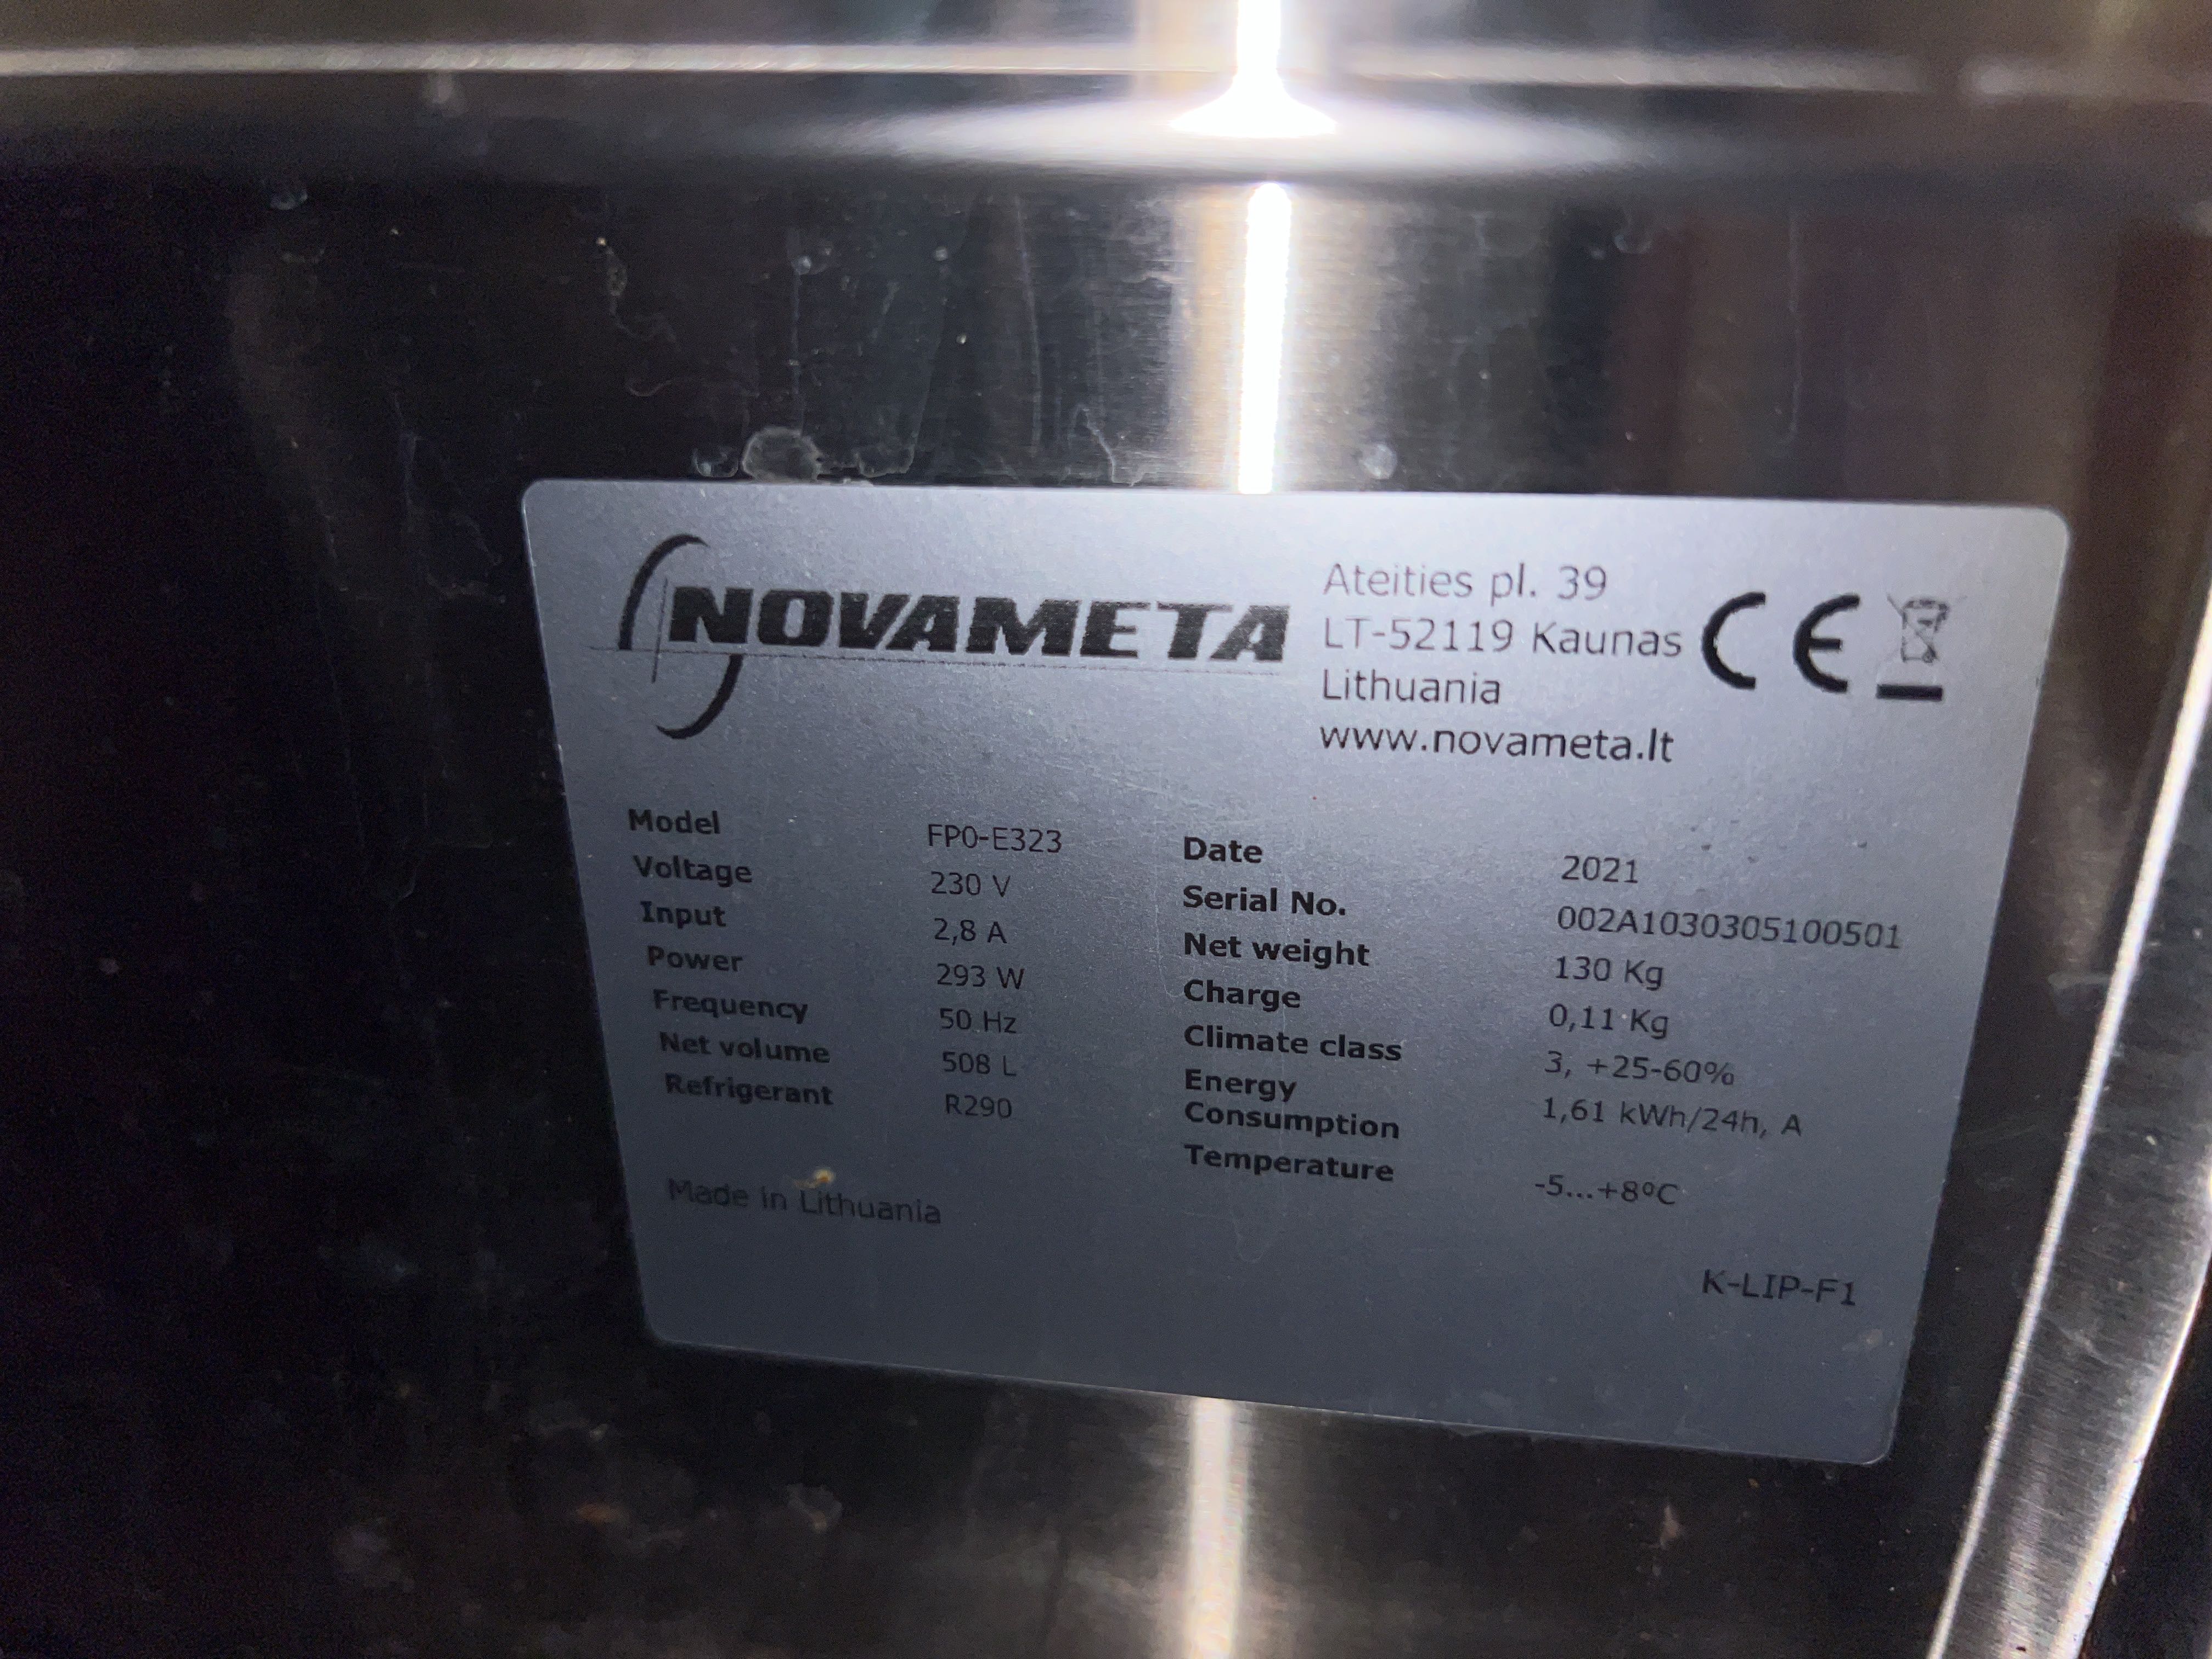 NOVAMETA
Ateities pl. 39
LT-52119 Kaunas
Lithuania
www.novameta.lt
CE
Model FP0-E323
Voltage 230 V
Input 2,8 A
Power 293 W
Frequency 50 Hz
Net volume 508 L
Refrigerant R290
Made in Lithuania
Date 2021
Serial No. 002A1030305100501
Net weight 130 Kg
Charge 0,11 Kg
Climate class 3, +25-60%
Energy
Consumption 1,61 kWh/24h, A
Temperature -5...+8ºC
K-LIP-F1